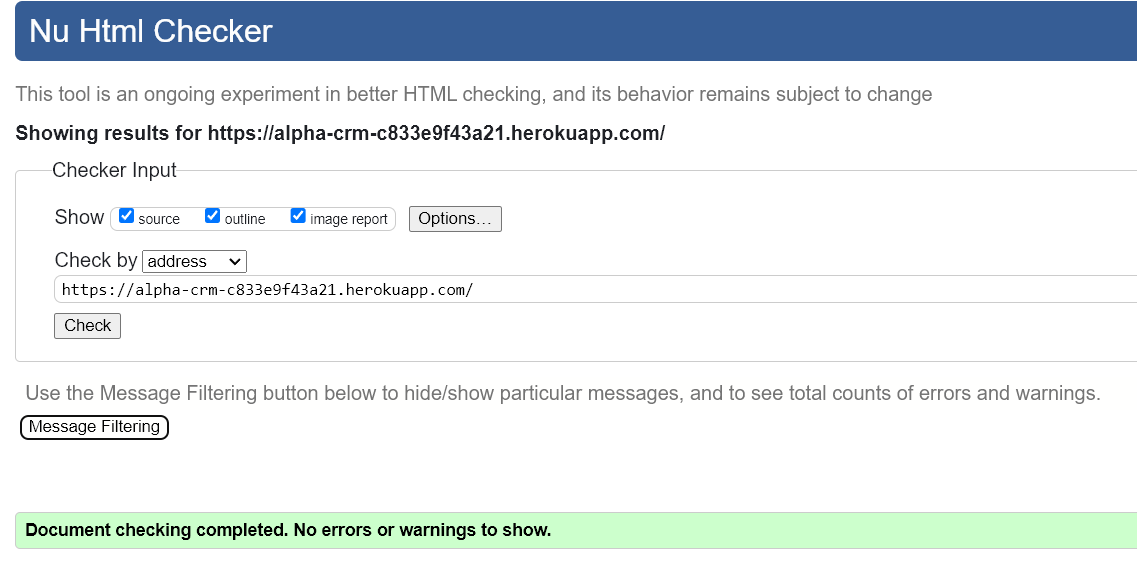 Nu Html Checker
This tool is an ongoing experiment in better HTML checking, and its behavior remains subject to change
Showing results for https://alpha-crm-c833e9f43a21.herokuapp.com/
Checker Input
Show source outline image report Options...
Check by address
https://alpha-crm-c833e9f43a21.herokuapp.com/
Check
Use the Message Filtering button below to hide/show particular messages, and to see total counts of errors and warnings.
Message Filtering
Document checking completed. No errors or warnings to show.